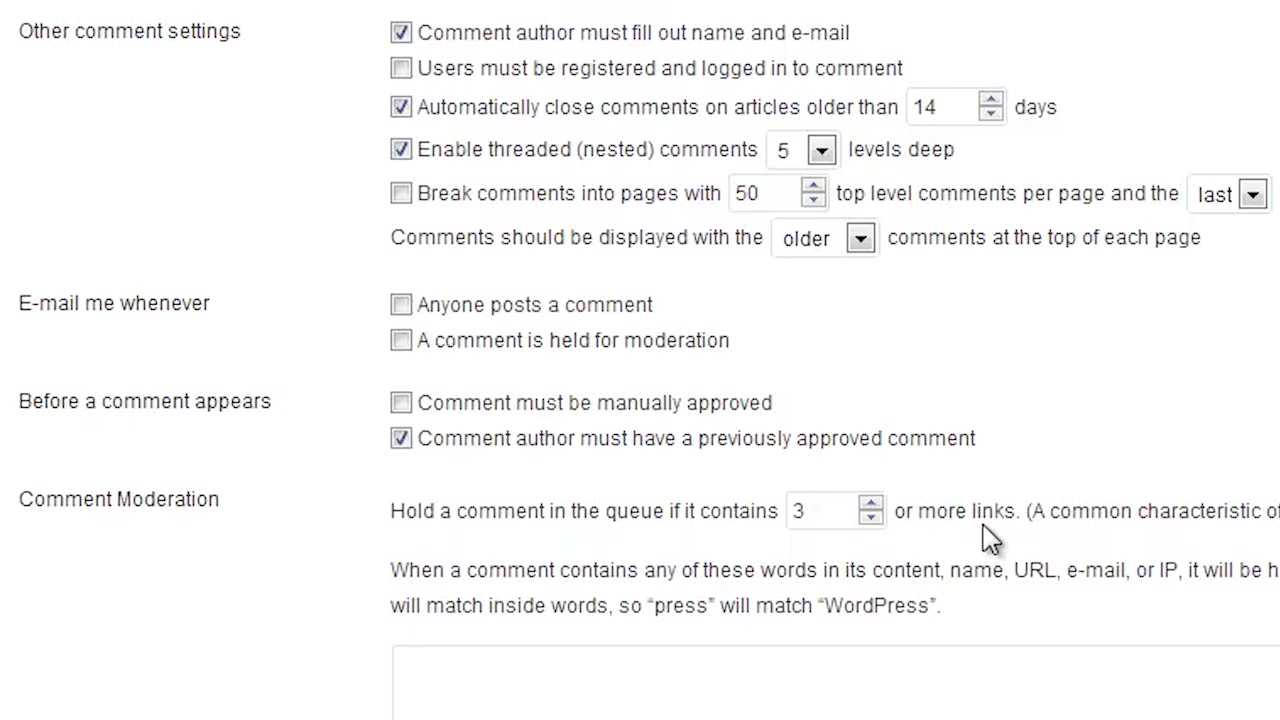 Other comment settings
Comment author must fill out name and e-mail
Users must be registered and logged in to comment
Automatically close comments on articles older than 14 days
Enable threaded (nested) comments 5 levels deep
Break comments into pages with 50 top level comments per page and the last
Comments should be displayed with the older comments at the top of each page
E-mail me whenever
Anyone posts a comment
A comment is held for moderation
Before a comment appears
Comment must be manually approved
Comment author must have a previously approved comment
Comment Moderation
Hold a comment in the queue if it contains 3 or more links. (A common characteristic of
When a comment contains any of these words in its content, name, URL, e-mail, or IP, it will be h
will match inside words, so “press” will match “WordPress”.